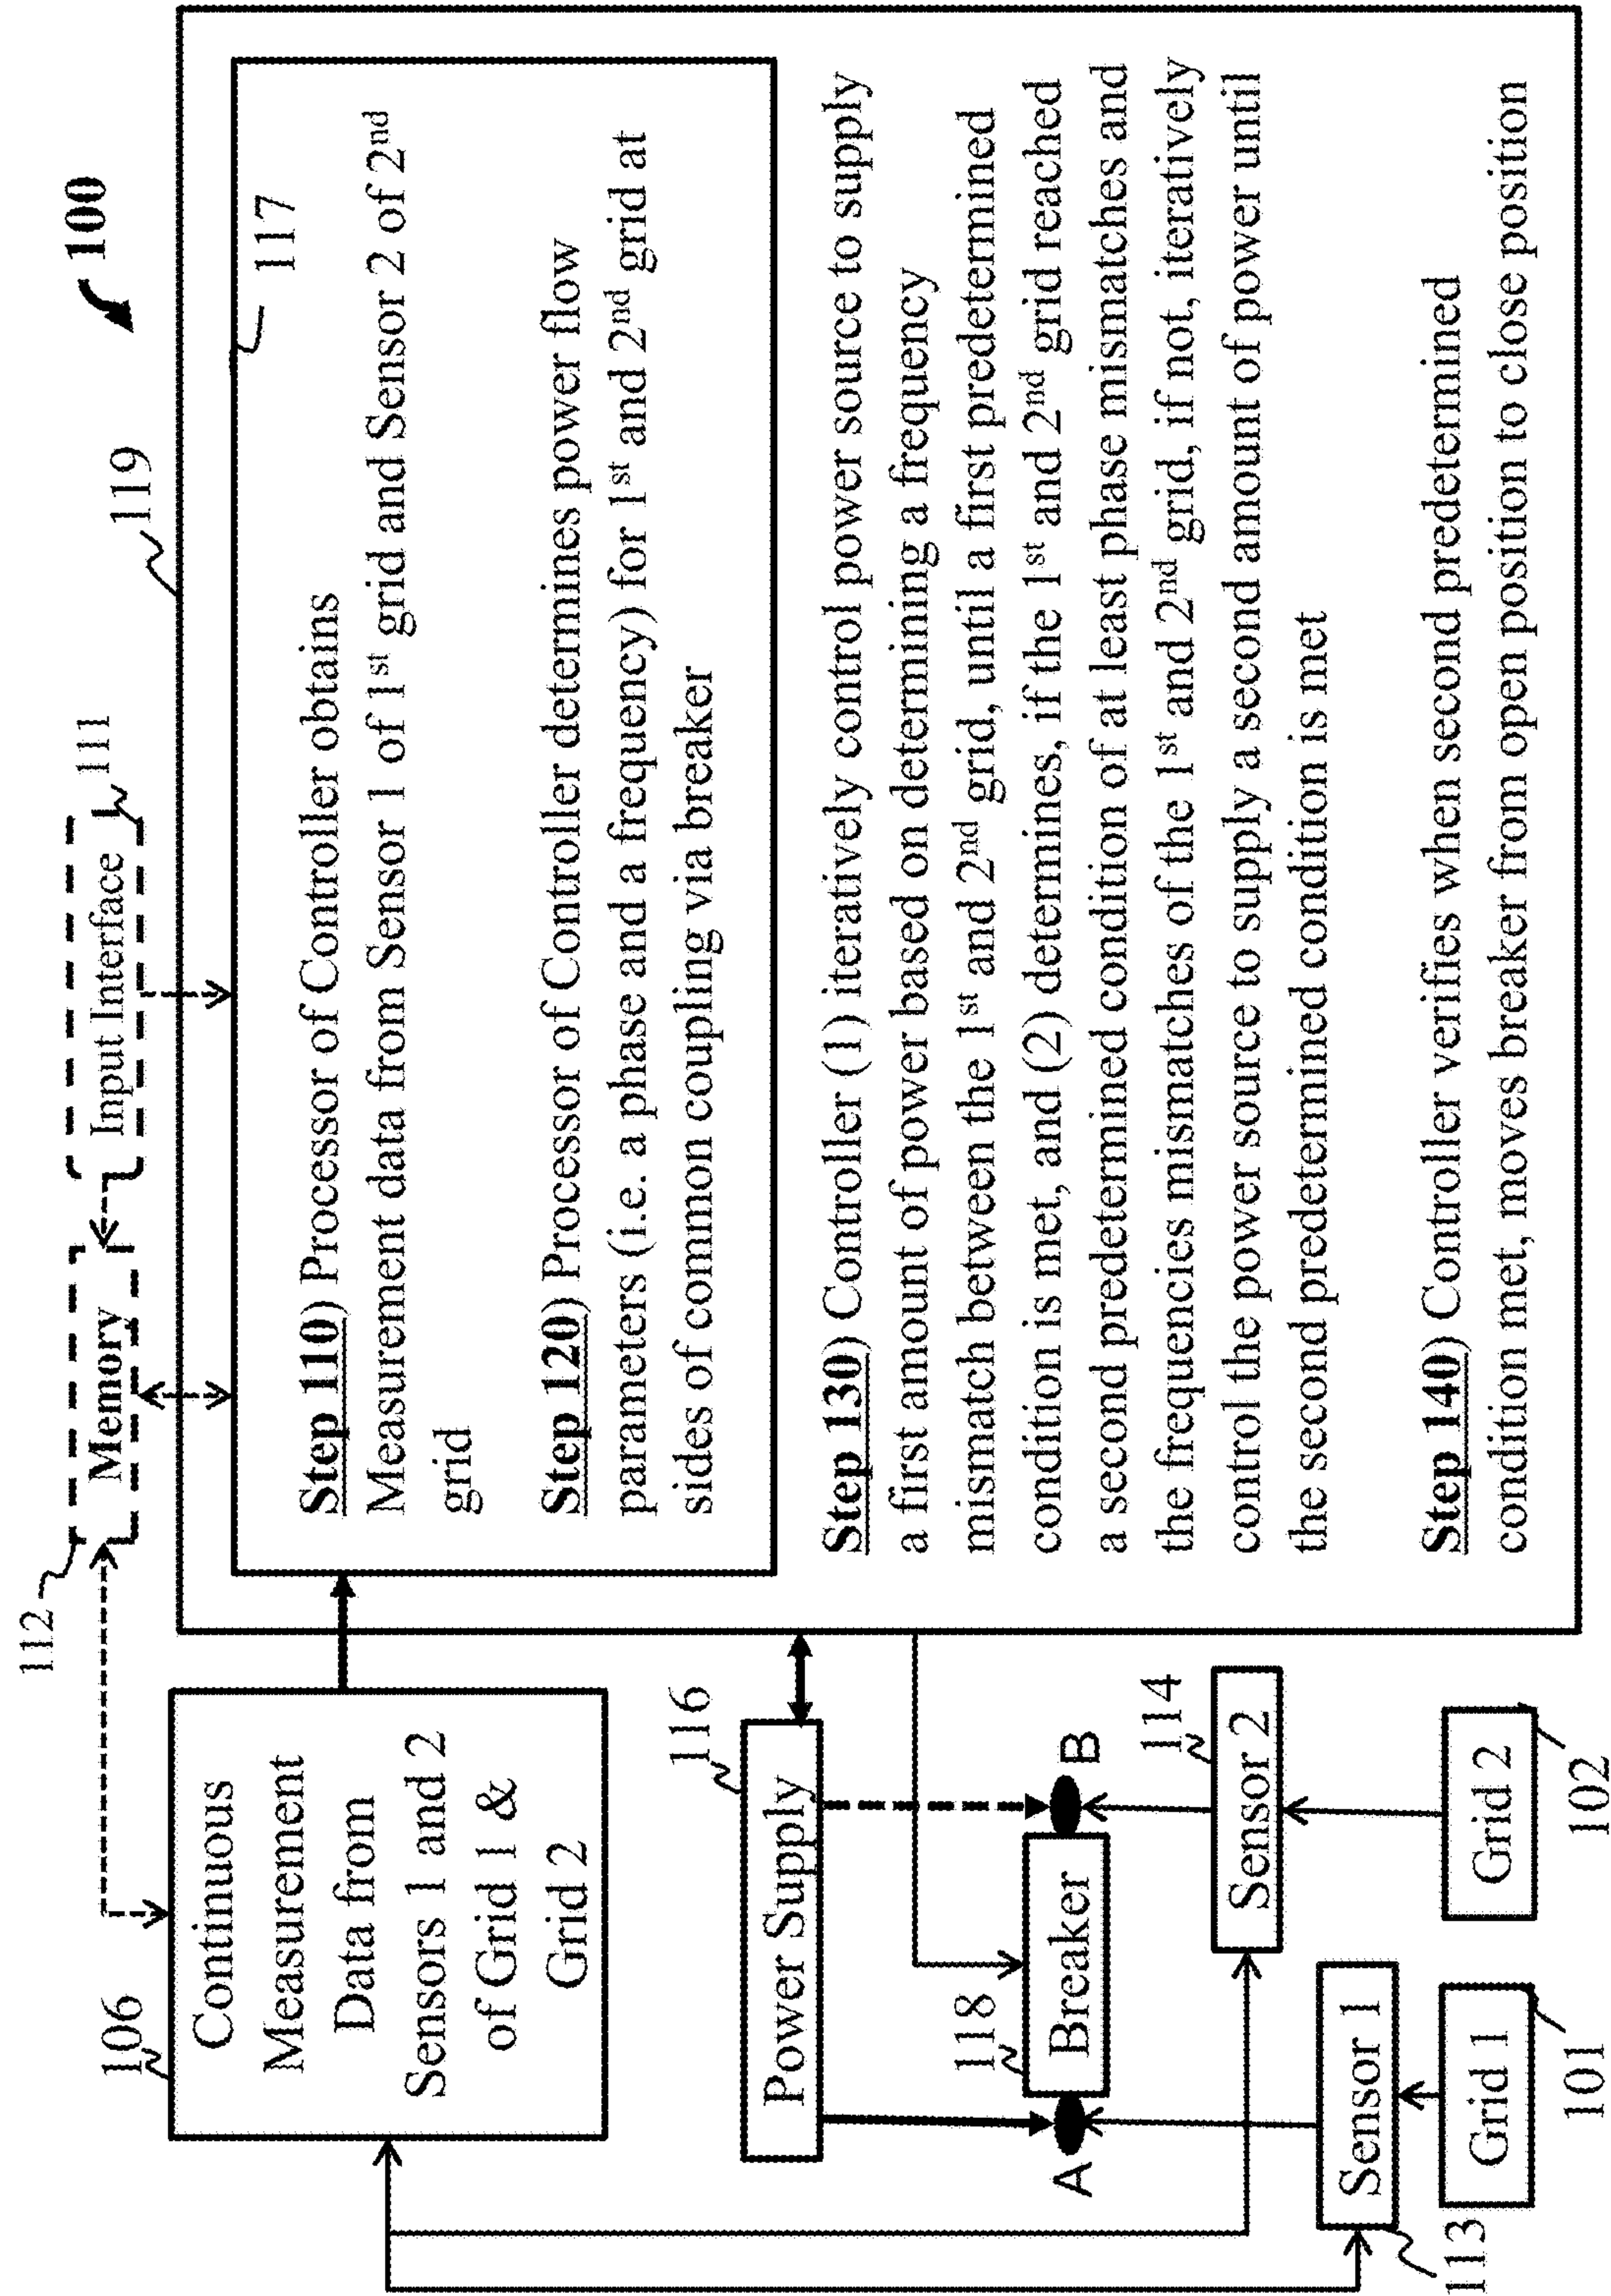 100
112
Memory
Input Interface
111
119
117
106
Continuous
Measurement
Data from
Sensors 1 and 2
of Grid 1 &
Grid 2
Step 110) Processor of Controller obtains
Measurement data from Sensor 1 of 1st grid and Sensor 2 of 2nd
grid
Step 120) Processor of Controller determines power flow
parameters (i.e. a phase and a frequency) for 1st and 2nd grid at
sides of common coupling via breaker
Step 130) Controller (1) iteratively control power source to supply
a first amount of power based on determining a frequency
mismatch between the 1st and 2nd grid, until a first predetermined
condition is met, and (2) determines, if the 1st and 2nd grid reached
a second predetermined condition of at least phase mismatches and
the frequencies mismatches of the 1st and 2nd grid, if not, iteratively
control the power source to supply a second amount of power until
the second predetermined condition is met
Step 140) Controller verifies when second predetermined
condition met, moves breaker from open position to close position
116
Power Supply
A
118
Breaker
B
114
Sensor 2
113
Sensor 1
Grid 1
101
Grid 2
102